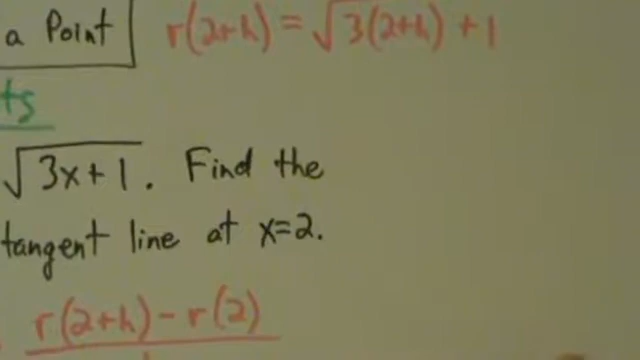 a Point r(2+h) = √3(2+h) + 1
ts
√3x+1. Find the
tangent line at x=2.
r(2+h) - r(2)